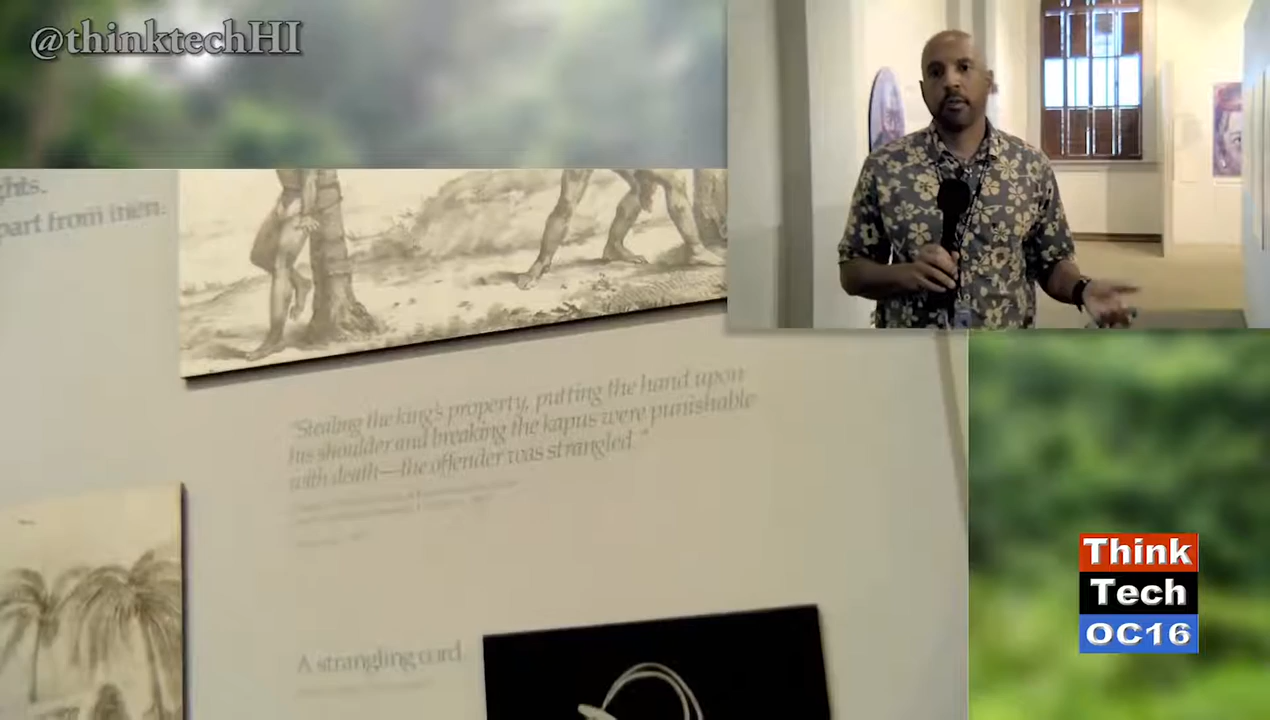 @thinktechHI
ghts.
part from them.
"Stealing the king's property, putting the hand upon
his shoulder and breaking the kapus were punishable
with death—the offender was strangled."
A strangling cord.
Think
Tech
OC16